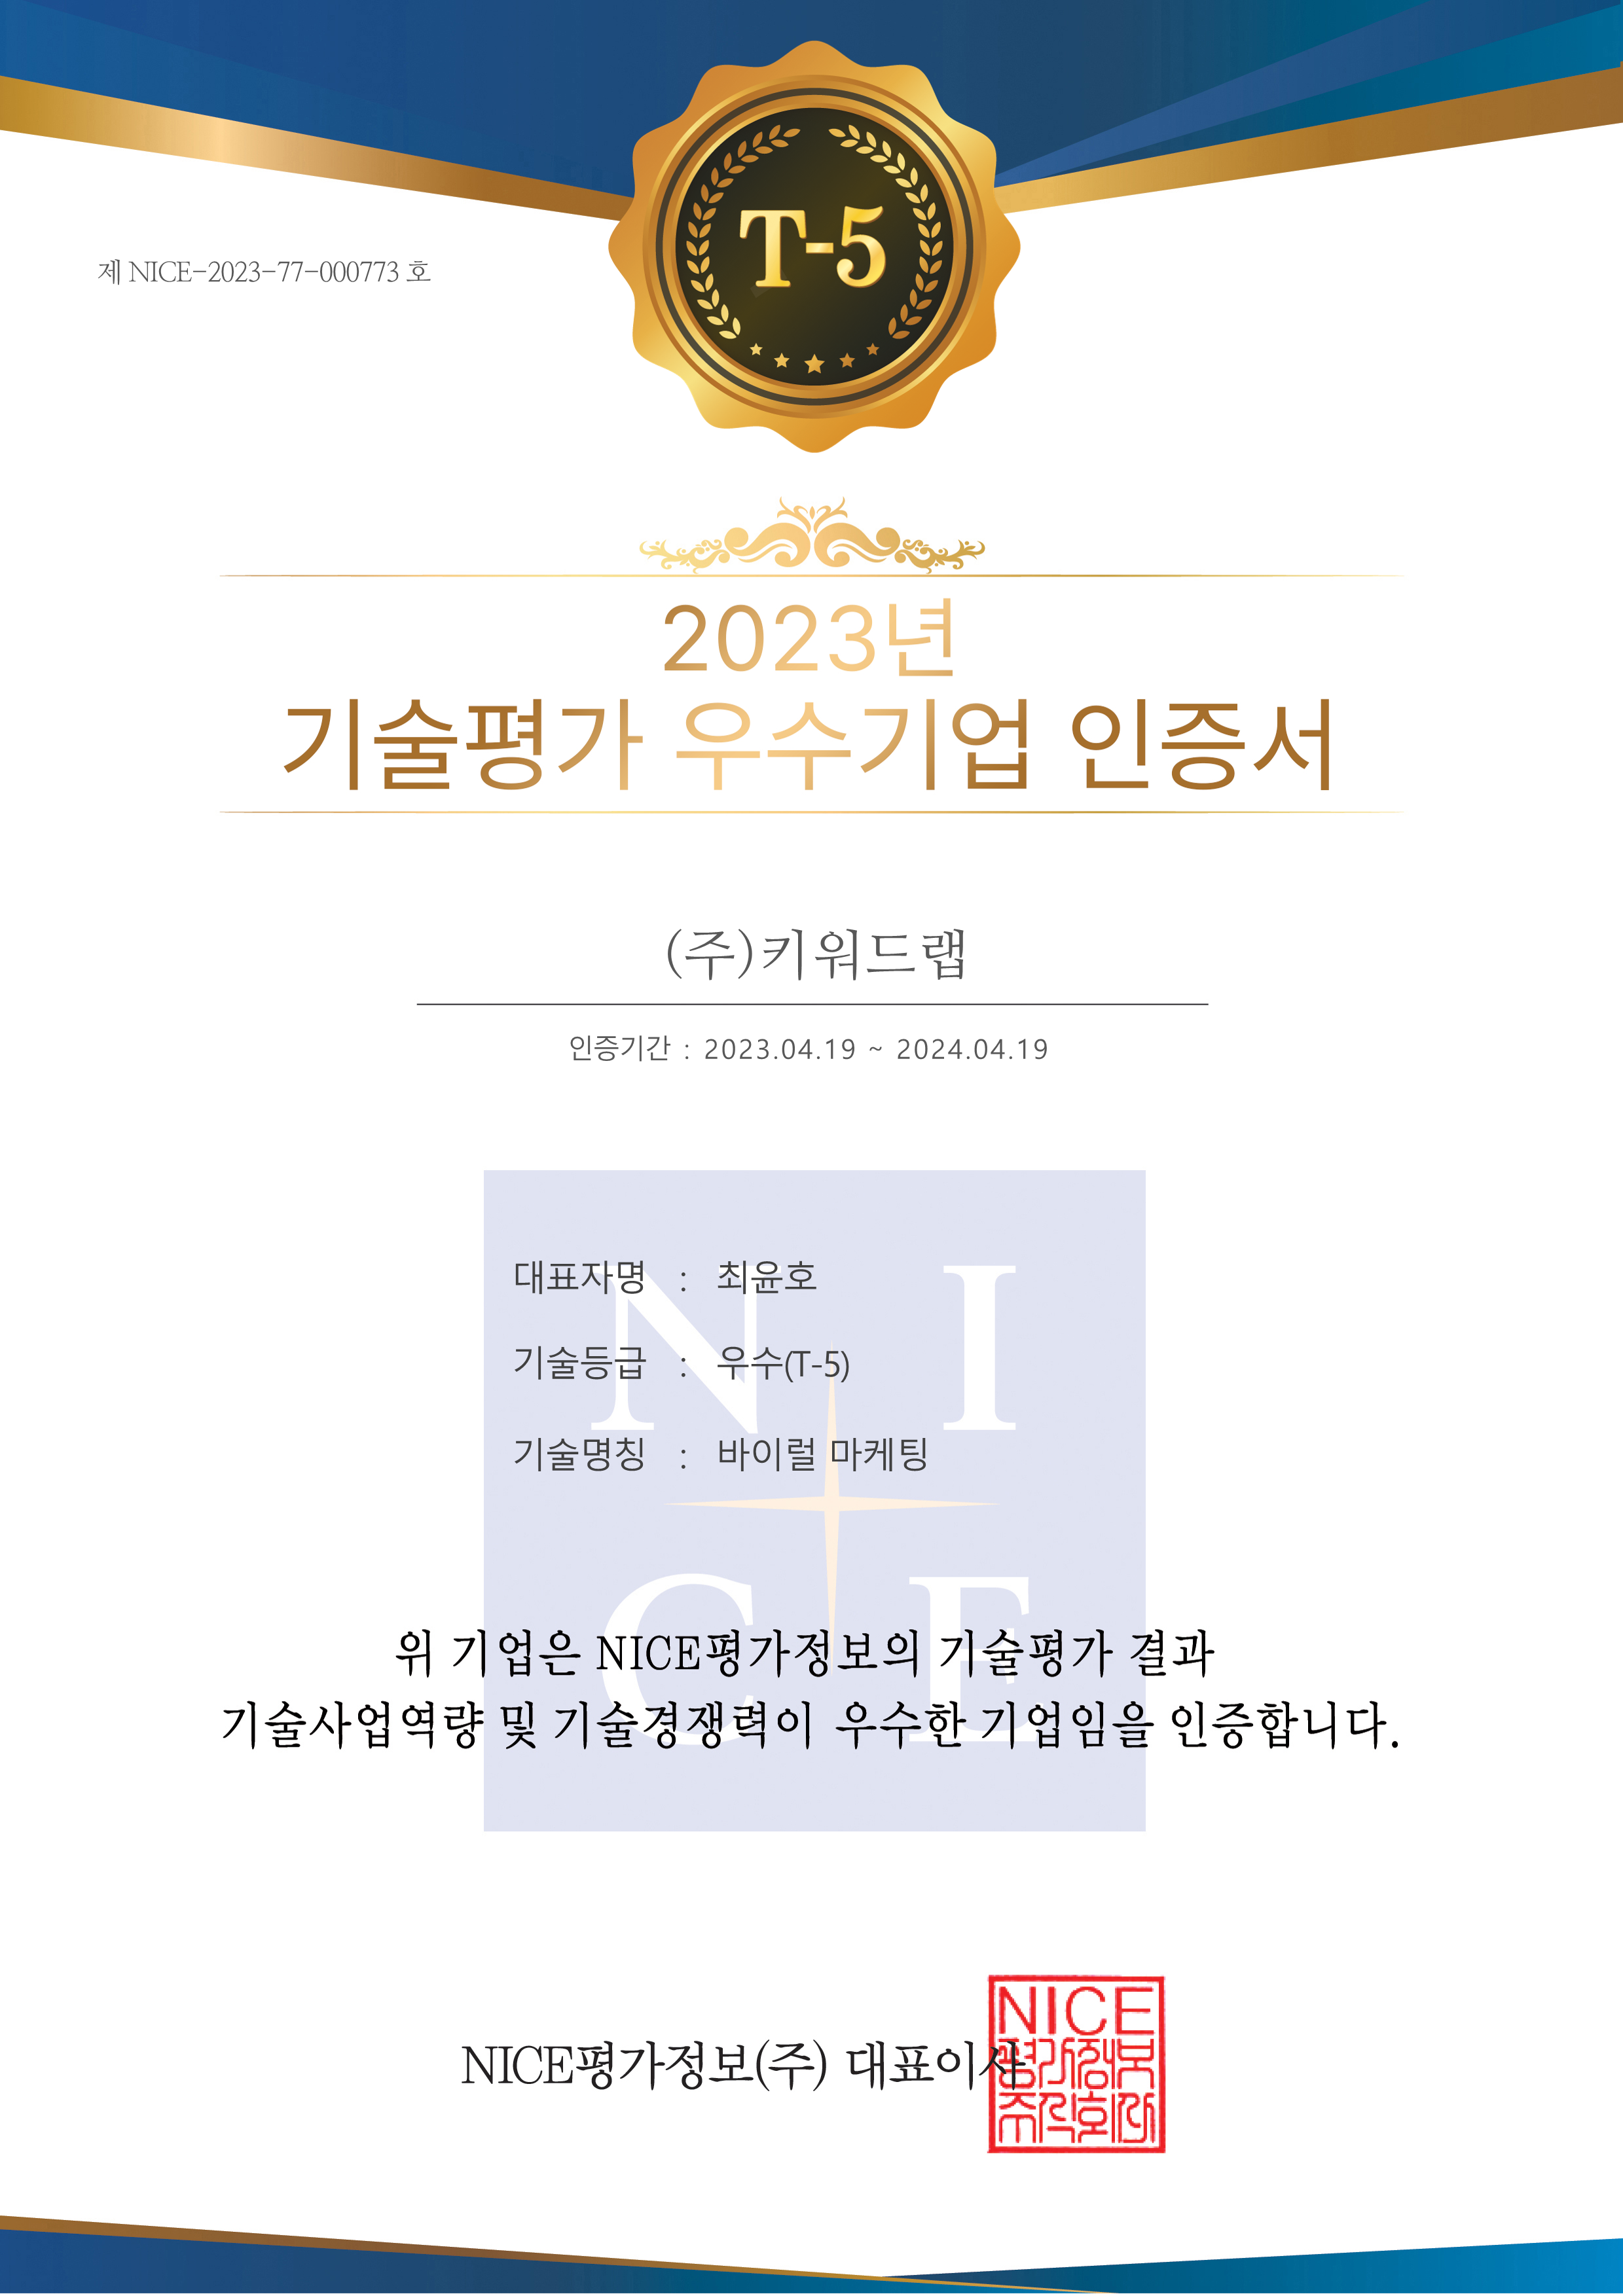 T-5
제 NICE-2023-77-000773 호
2023년
기술평가 우수기업 인증서
(주)키워드랩
인증기간 : 2023.04.19 ~ 2024.04.19
N I
대표자명 : 최윤호
기술등급 : 우수(T-5)
기술명칭 : 바이럴 마케팅
C E
위 기업은 NICE평가정보의 기술평가 결과
기술사업역량 및 기술경쟁력이 우수한 기업임을 인증합니다.
NICE평가정보(주) 대표이사
NICE
평가정보